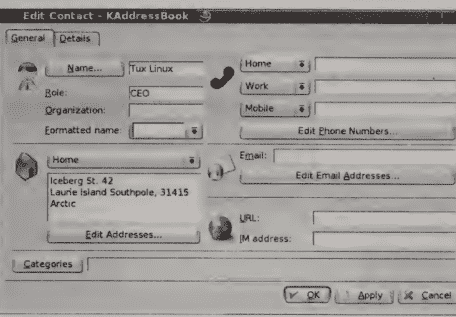 Edit Contact - KAddressBook
General Details
Name... Tux Linux
Role: CEO
Organization:
Formatted name:
Home
Work
Mobile
Edit Phone Numbers...
Home
Iceberg St. 42
Laurie Island Southpole, 31415
Arctic
Edit Addresses...
Email:
Edit Email Addresses...
URL:
IM address:
Categories
OK Apply Cancel